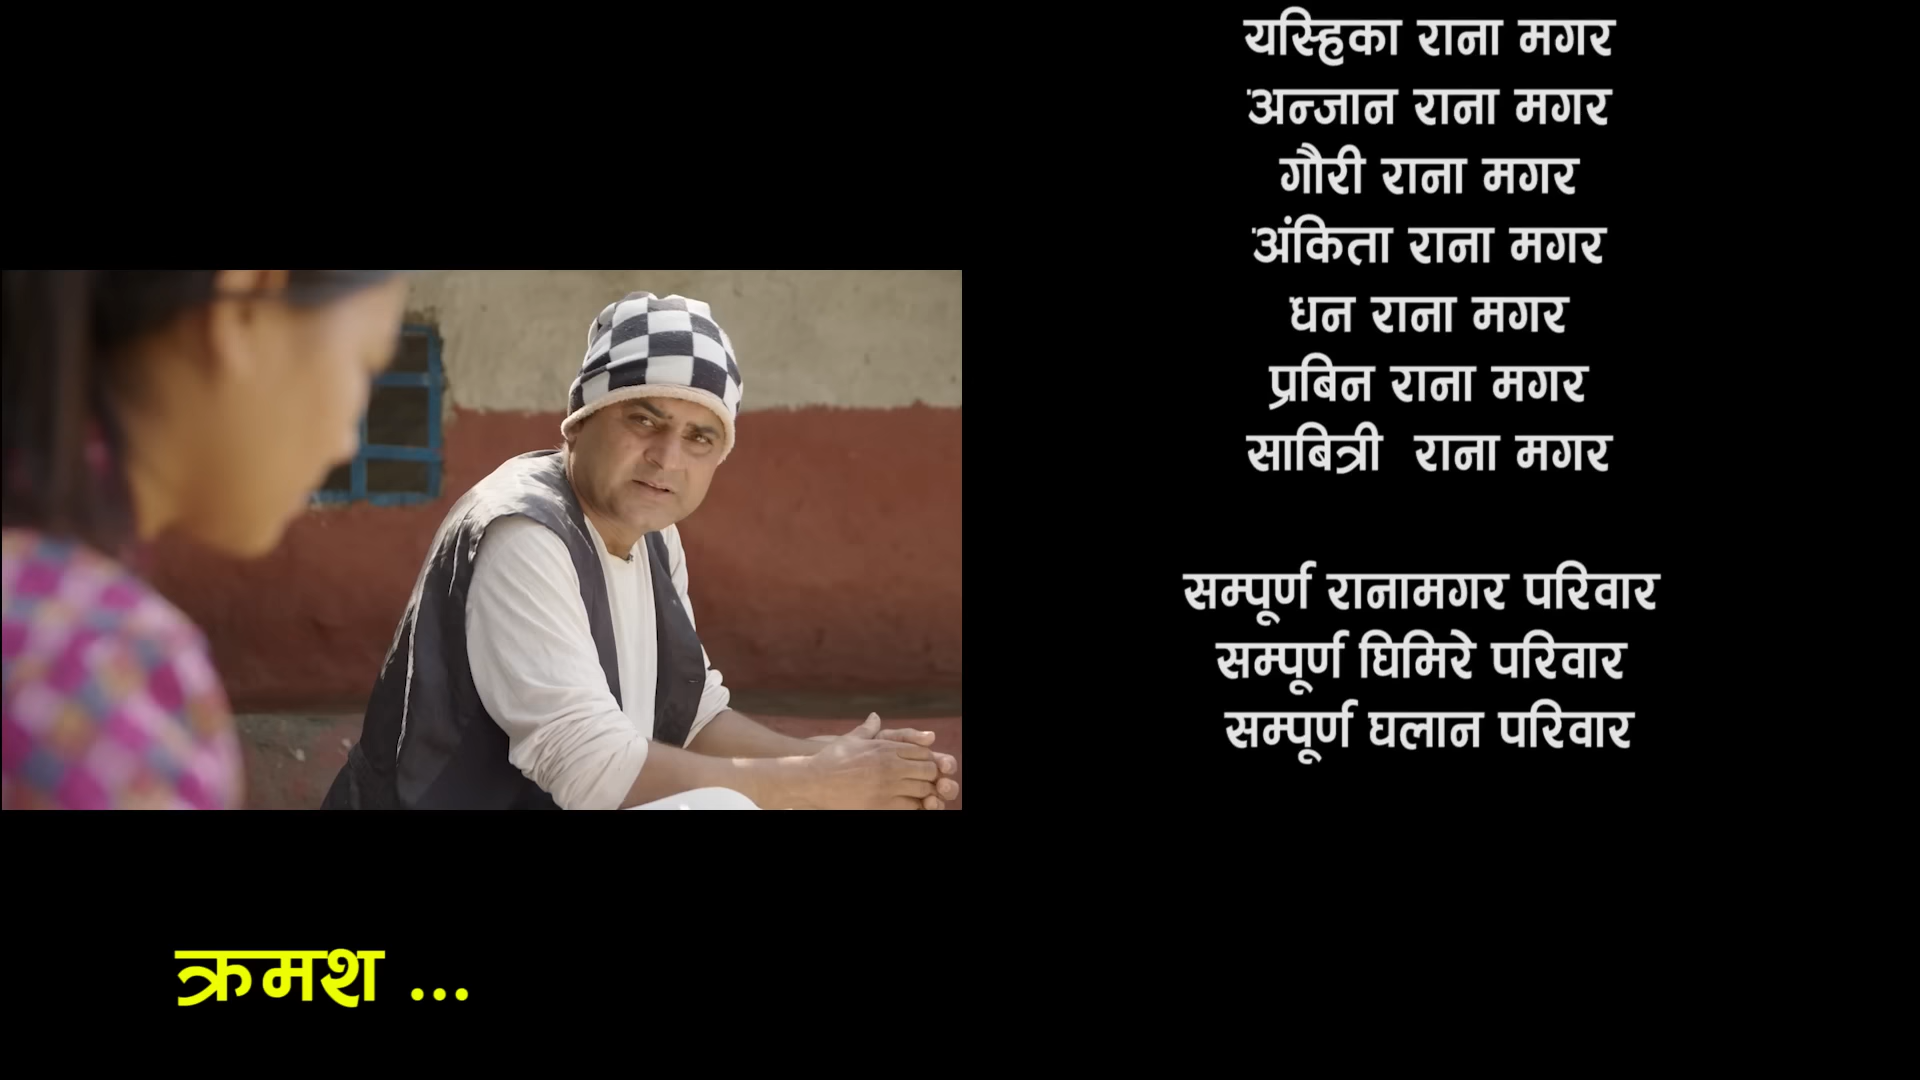 यस्हिका राना मगर
अन्जान राना मगर
गौरी राना मगर
अंकिता राना मगर
धन राना मगर
प्रबिन राना मगर
साबित्री राना मगर
सम्पूर्ण रानामगर परिवार
सम्पूर्ण घिमिरे परिवार
सम्पूर्ण घलान परिवार
क्रमश ...